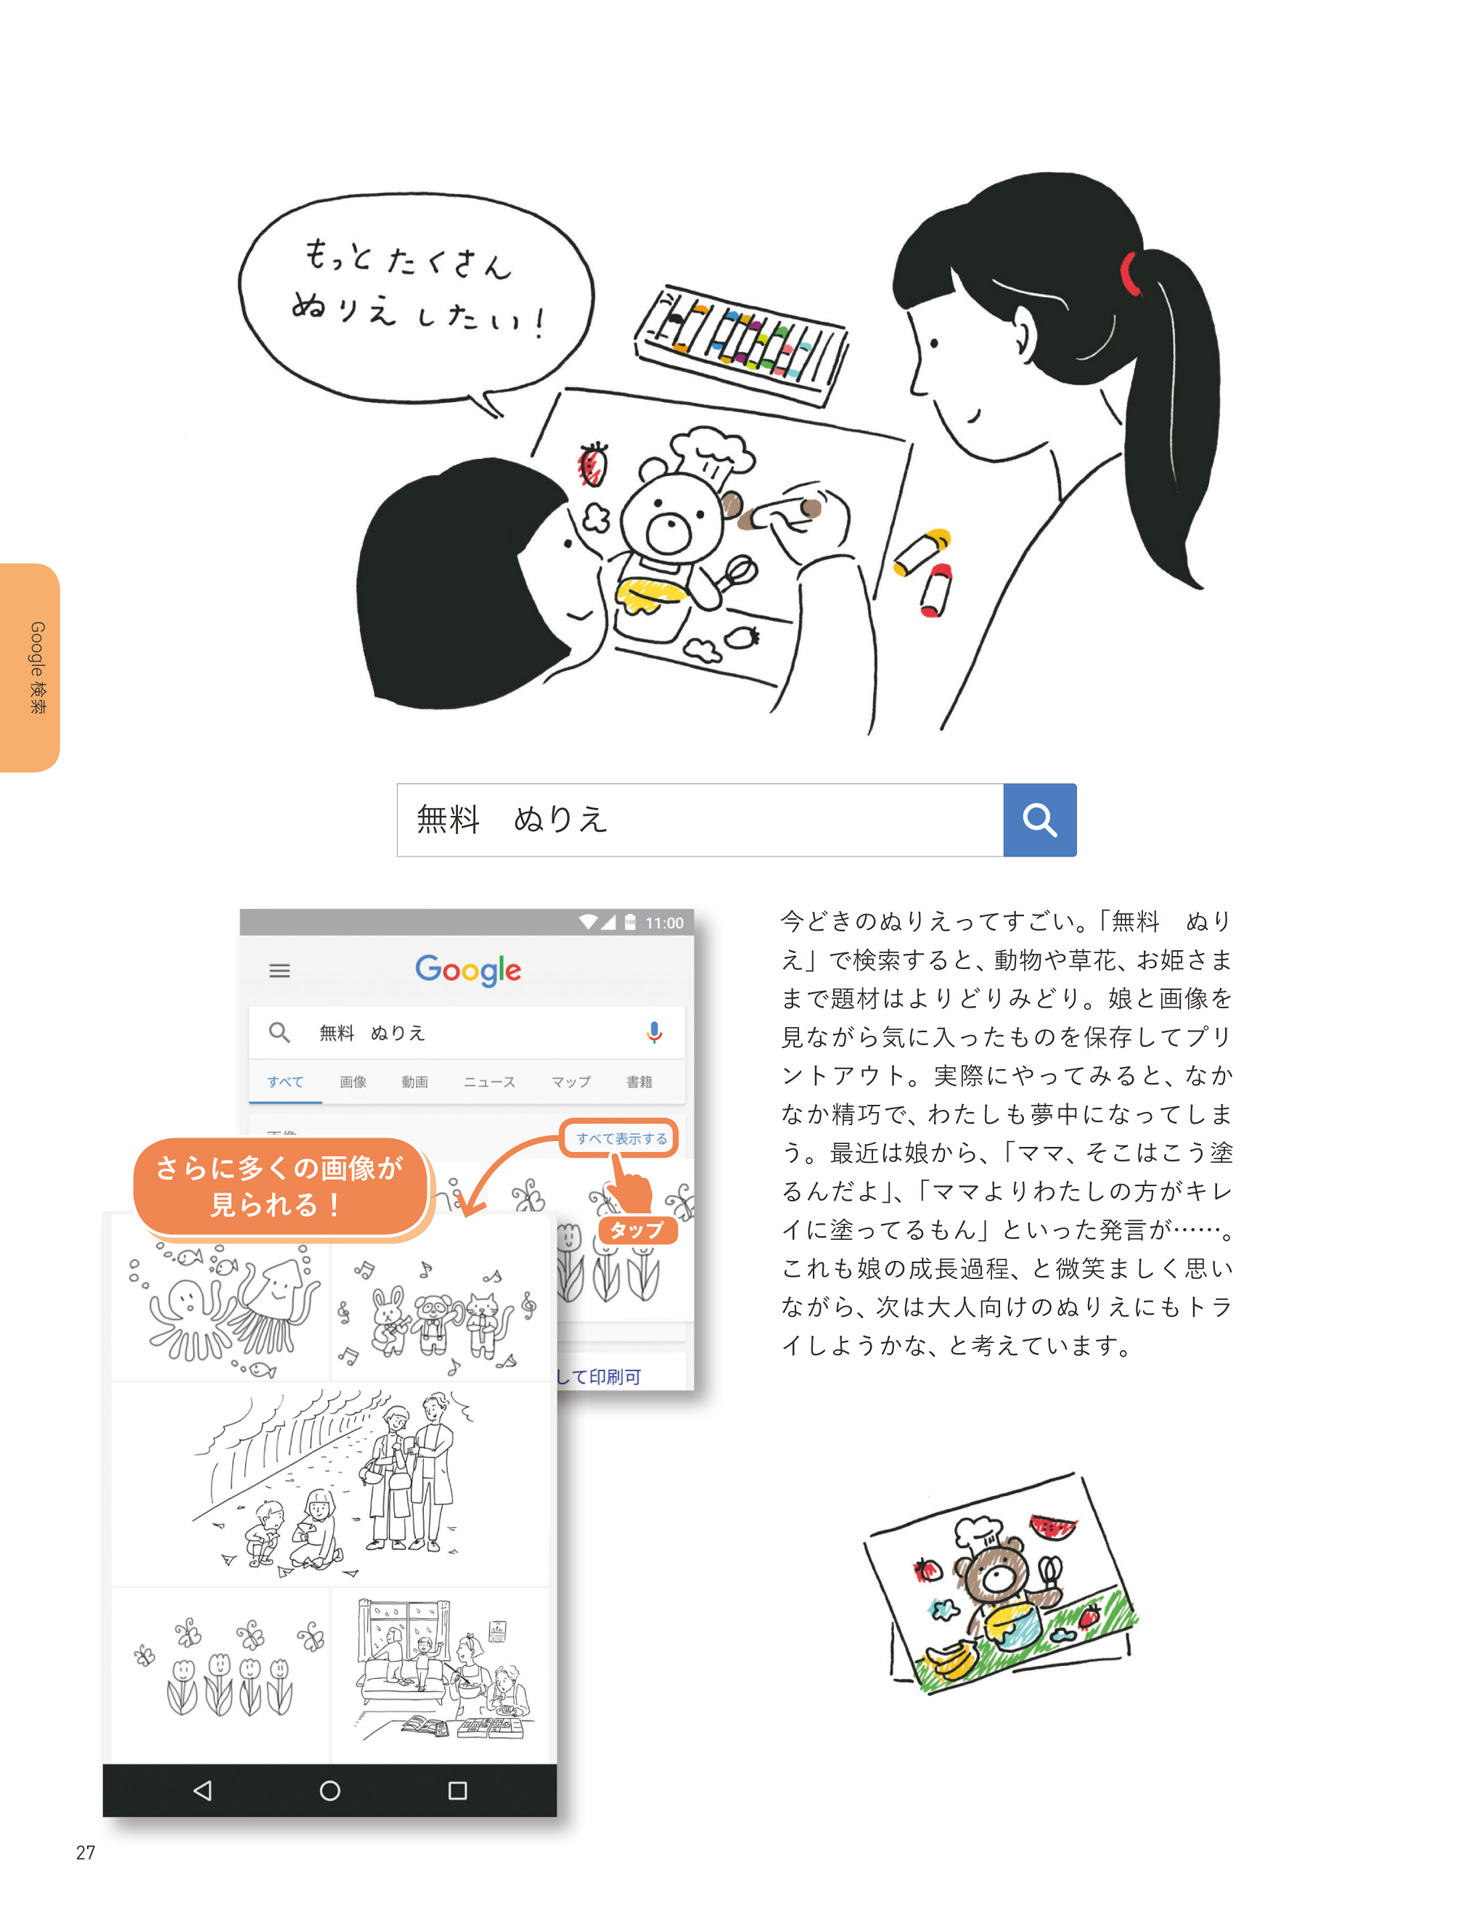 もっとたくさん
ぬりえしたい！
Google 検索
無料　ぬりえ
11:00
Google
無料　ぬりえ
すべて　画像　動画　ニュース　マップ　書籍
すべて表示する
さらに多くの画像が
見られる！
タップ
して印刷可
今どきのぬりえってすごい。「無料　ぬり
え」で検索すると、動物や草花、お姫さま
まで題材はよりどりみどり。娘と画像を
見ながら気に入ったものを保存してプリ
ントアウト。実際にやってみると、なか
なか精巧で、わたしも夢中になってしま
う。最近は娘から、「ママ、そこはこう塗
るんだよ」、「ママよりわたしの方がキレ
イに塗ってるもん」といった発言が……。
これも娘の成長過程、と微笑ましく思い
ながら、次は大人向けのぬりえにもトラ
イしようかな、と考えています。
27